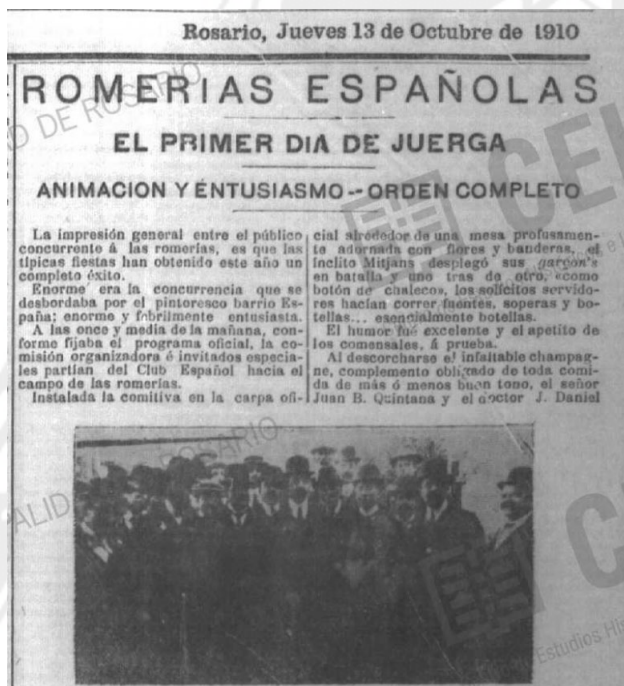 Rosario, Jueves 13 de Octubre de 1910
ROMERIAS ESPAÑOLAS
EL PRIMER DIA DE JUERGA
ANIMACION Y ENTUSIASMO -- ORDEN COMPLETO
La impresión general entre el público
concurrente á las romerías, es que las
típicas fiestas han obtenido este año un
completo éxito.
Enorme era la concurrencia que se
desbordaba por el pintoresco barrio Es-
paña; enorme y febrilmente entusiasta.
A las once y media de la mañana, con-
forme fijaba el programa oficial, la co-
misión organizadora é invitados especia-
les partían del Club Español hacia el
campo de las romerías.
Instalada la comitiva en la carpa ofi-
cial alrededor de una mesa profusamen-
te adornada con flores y banderas, el
ínclito Mitjans desplegó sus garçon's
en batalla y uno tras de otro, «como
botón de chaleco», los solícitos servido-
res hacían correr fuentes, soperas y bo-
tellas... esencialmente botellas.
El humor fué excelente y el apetito de
los comensales, á prueba.
Al descorcharse el infaltable champag-
ne, complemento obligado de toda comi-
da de más ó menos buen tono, el señor
Juan B. Quintana y el doctor J. Daniel
DE ROSARIO
ROSARIO
CE
Estudios